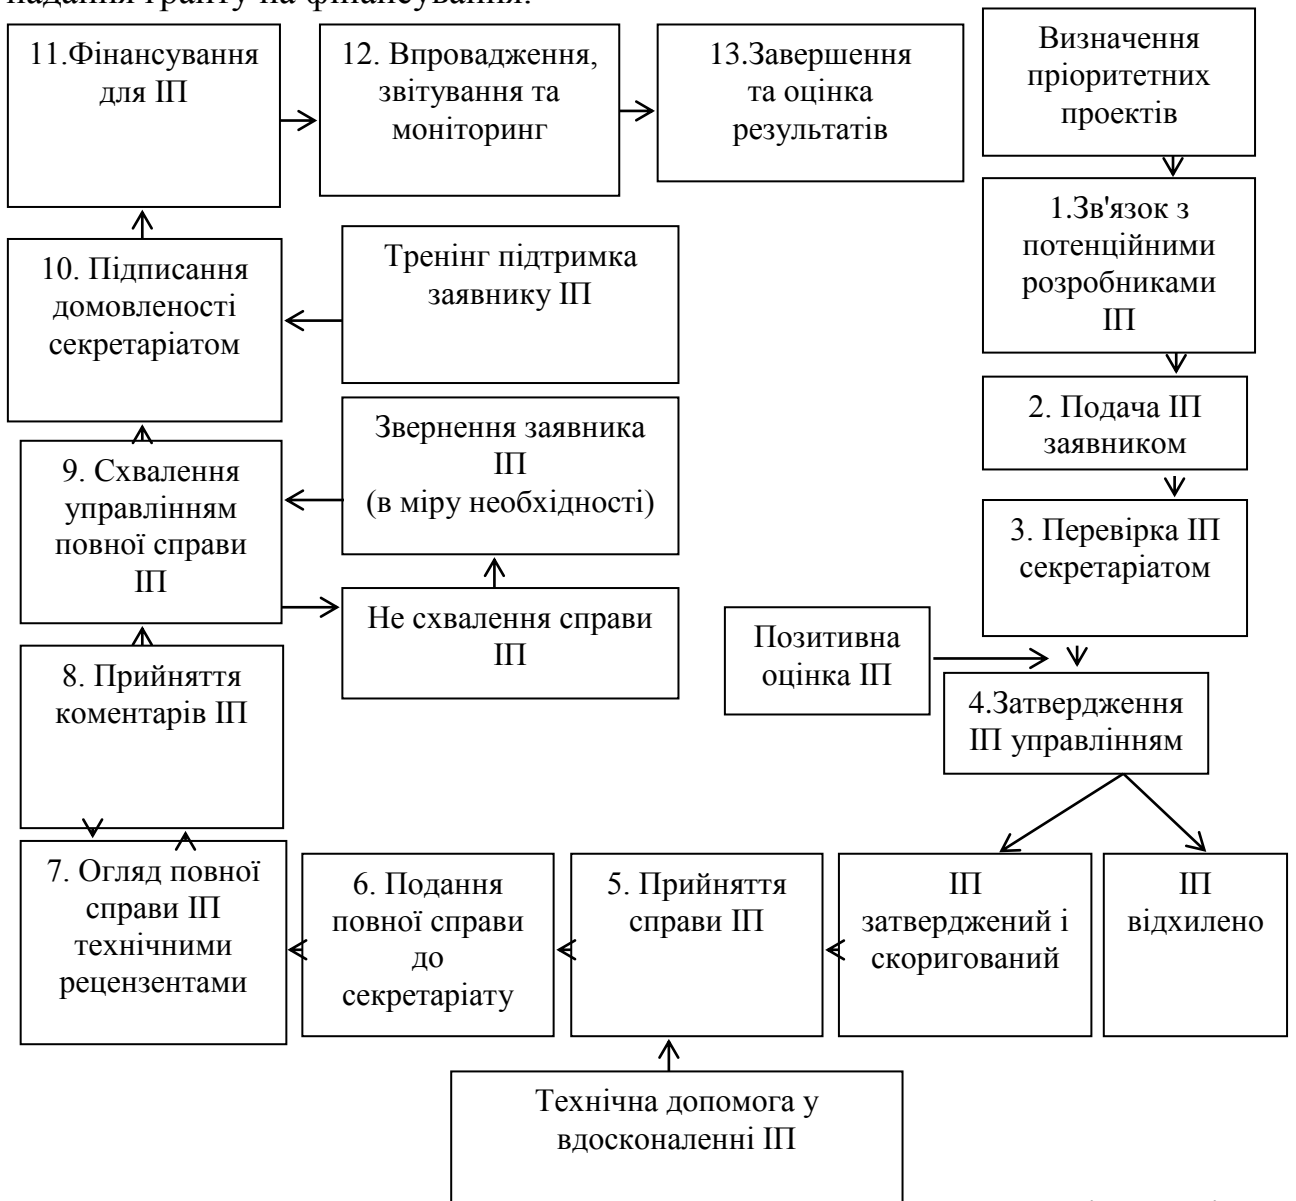 надання гранту на фінансування.
11.Фінансування
для ІП
12. Впровадження,
звітування та
моніторинг
13.Завершення
та оцінка
результатів
Визначення
пріоритетних
проектів
1.Зв'язок з
потенційними
розробниками
ІП
10. Підписання
домовленості
секретаріатом
Тренінг підтримка
заявнику ІП
2. Подача ІП
заявником
9. Схвалення
управлінням
повної справи
ІП
Звернення заявника
ІП
(в міру необхідності)
3. Перевірка ІП
секретаріатом
Не схвалення справи
ІП
Позитивна
оцінка ІП
8. Прийняття
коментарів ІП
4.Затвердження
ІП управлінням
7. Огляд повної
справи ІП
технічними
рецензентами
6. Подання
повної справи
до
секретаріату
5. Прийняття
справи ІП
ІП
затверджений і
скоригований
ІП
відхилено
Технічна допомога у
вдосконаленні ІП